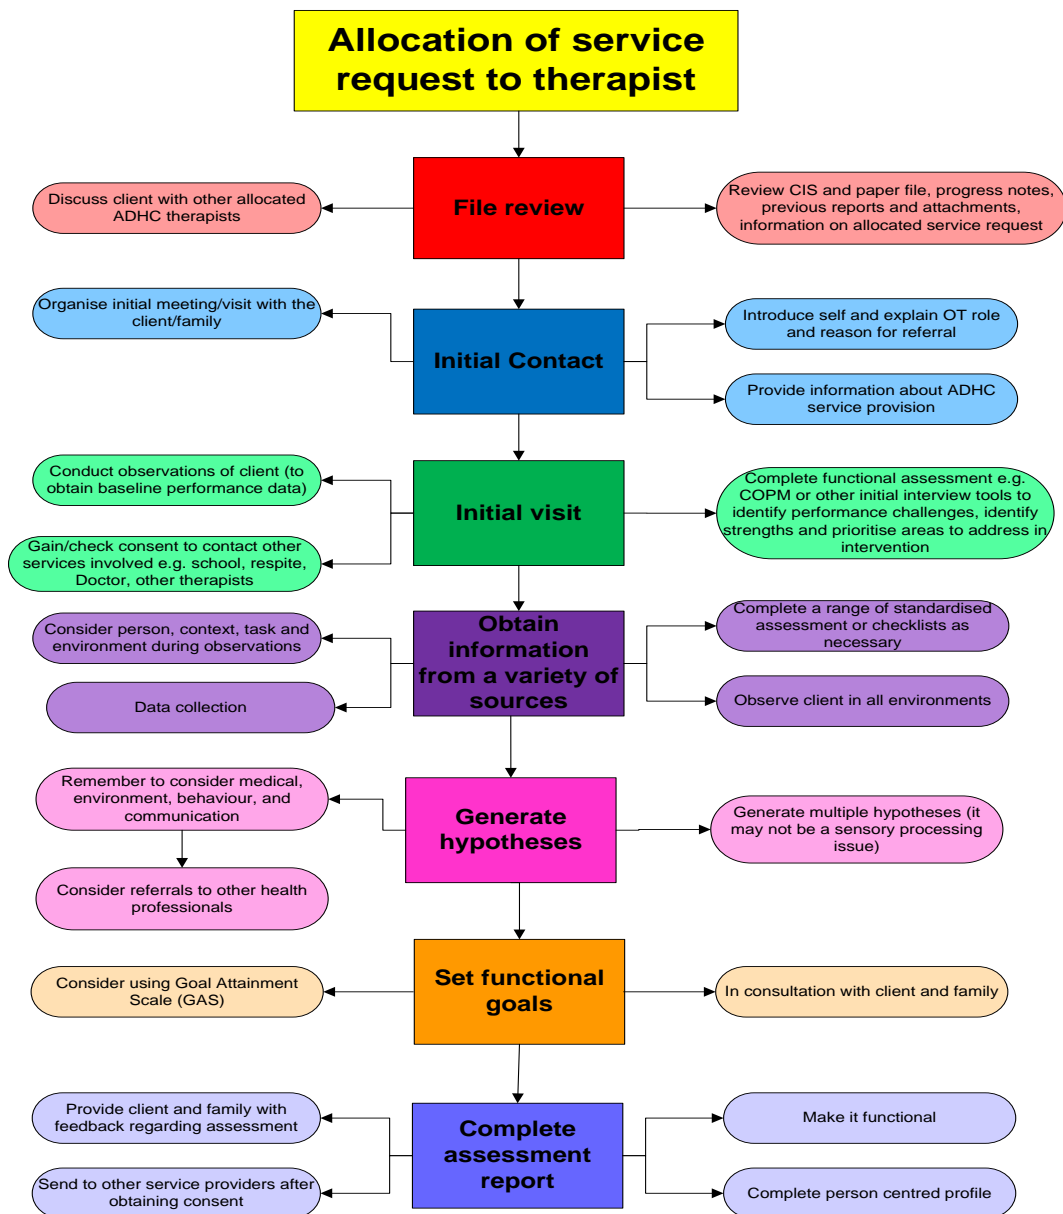 Allocation of service
request to therapist
File review
Discuss client with other allocated
ADHC therapists
Review CIS and paper file, progress notes,
previous reports and attachments,
information on allocated service request
Initial Contact
Organise initial meeting/visit with the
client/family
Introduce self and explain OT role
and reason for referral
Provide information about ADHC
service provision
Initial visit
Conduct observations of client (to
obtain baseline performance data)
Gain/check consent to contact other
services involved e.g. school, respite,
Doctor, other therapists
Complete functional assessment e.g.
COPM or other initial interview tools to
identify performance challenges, identify
strengths and prioritise areas to address in
intervention
Obtain
information
from a variety of
sources
Consider person, context, task and
environment during observations
Data collection
Complete a range of standardised
assessment or checklists as
necessary
Observe client in all environments
Generate
hypotheses
Remember to consider medical,
environment, behaviour, and
communication
Consider referrals to other health
professionals
Generate multiple hypotheses (it
may not be a sensory processing
issue)
Set functional
goals
Consider using Goal Attainment
Scale (GAS)
In consultation with client and family
Complete
assessment
report
Provide client and family with
feedback regarding assessment
Send to other service providers after
obtaining consent
Make it functional
Complete person centred profile